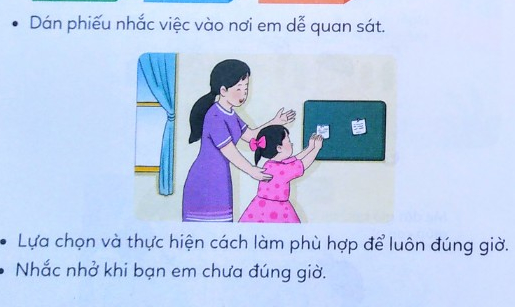 • Dán phiếu nhắc việc vào nơi em dễ quan sát.
• Lựa chọn và thực hiện cách làm phù hợp để luôn đúng giờ.
• Nhắc nhở khi bạn em chưa đúng giờ.